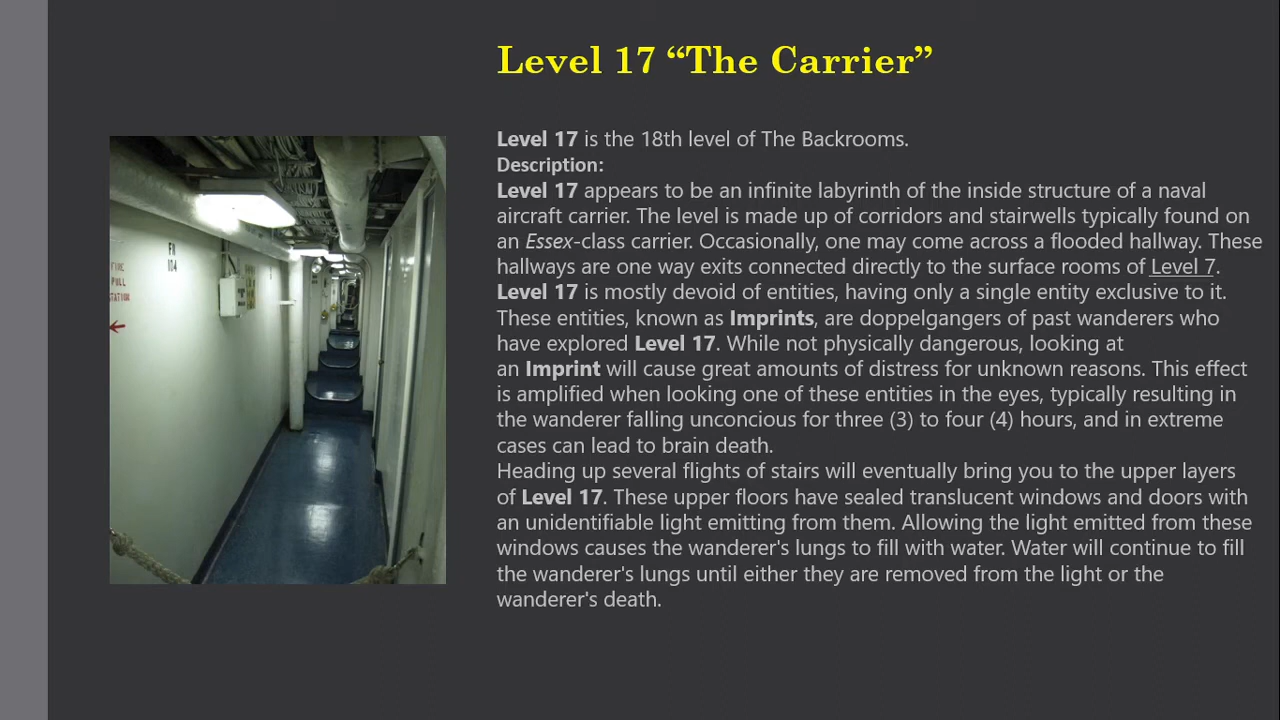 Level 17 “The Carrier”
Level 17 is the 18th level of The Backrooms.
Description:
Level 17 appears to be an infinite labyrinth of the inside structure of a naval
aircraft carrier. The level is made up of corridors and stairwells typically found on
an Essex-class carrier. Occasionally, one may come across a flooded hallway. These
hallways are one way exits connected directly to the surface rooms of Level 7.
Level 17 is mostly devoid of entities, having only a single entity exclusive to it.
These entities, known as Imprints, are doppelgangers of past wanderers who
have explored Level 17. While not physically dangerous, looking at
an Imprint will cause great amounts of distress for unknown reasons. This effect
is amplified when looking one of these entities in the eyes, typically resulting in
the wanderer falling unconcious for three (3) to four (4) hours, and in extreme
cases can lead to brain death.
Heading up several flights of stairs will eventually bring you to the upper layers
of Level 17. These upper floors have sealed translucent windows and doors with
an unidentifiable light emitting from them. Allowing the light emitted from these
windows causes the wanderer's lungs to fill with water. Water will continue to fill
the wanderer's lungs until either they are removed from the light or the
wanderer's death.
FIRE
PULL
STATION
104